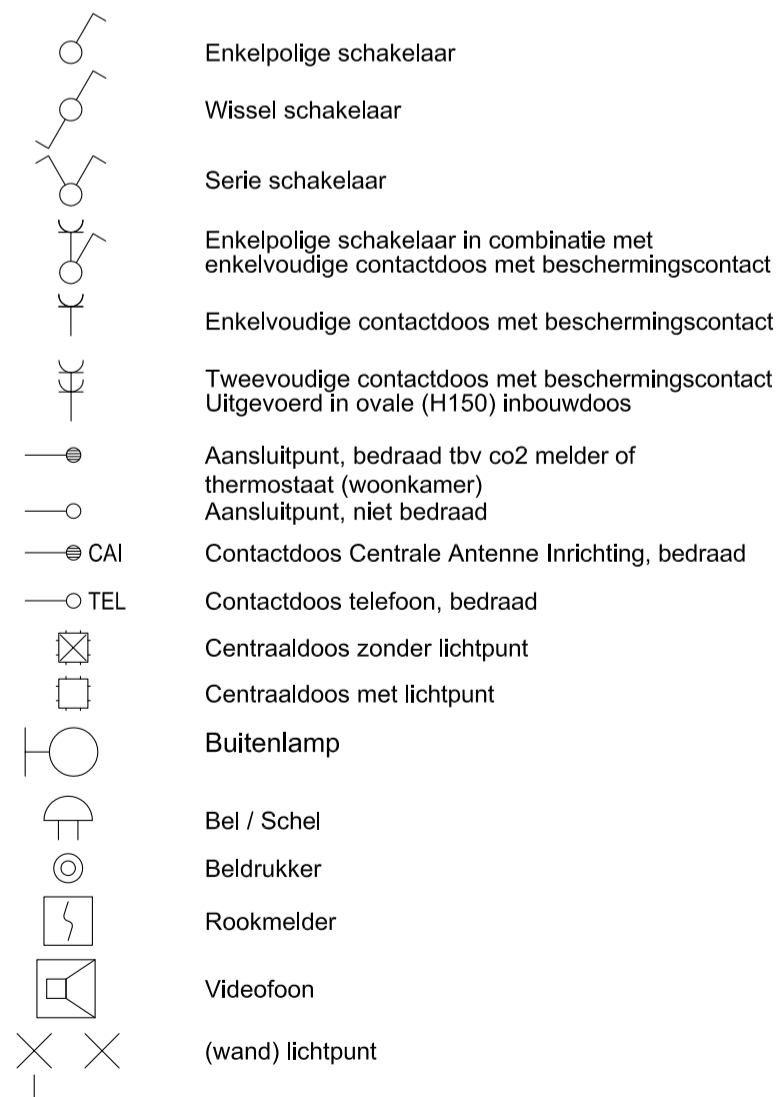 Enkelpolige schakelaar
Wissel schakelaar
Serie schakelaar
Enkelpolige schakelaar in combinatie met
enkelvoudige contactdoos met beschermingscontact
Enkelvoudige contactdoos met beschermingscontact
Tweevoudige contactdoos met beschermingscontact
Uitgevoerd in ovale (H150) inbouwdoos
Aansluitpunt, bedraad tbv co2 melder of
thermostaat (woonkamer)
Aansluitpunt, niet bedraad
CAI Contactdoos Centrale Antenne Inrichting, bedraad
TEL Contactdoos telefoon, bedraad
Centraaldoos zonder lichtpunt
Centraaldoos met lichtpunt
Buitenlamp
Bel / Schel
Beldrukker
Rookmelder
Videofoon
(wand) lichtpunt